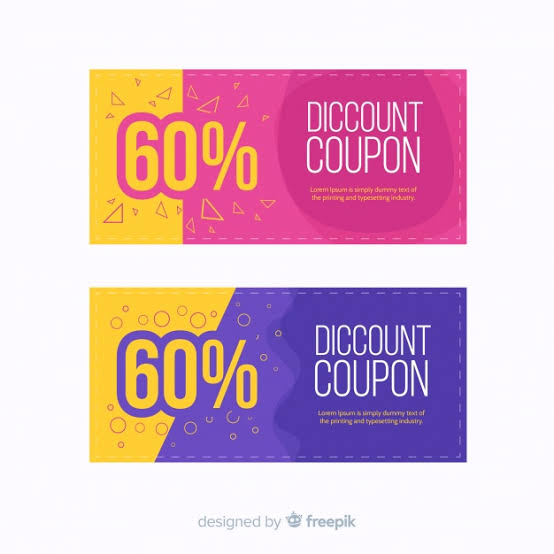 60%
DICCOUNT
COUPON
Lorem Ipsum is simply dummy text of
the printing and typesetting industry.
60%
DICCOUNT
COUPON
Lorem Ipsum is simply dummy text of
the printing and typesetting industry.
designed by freepik